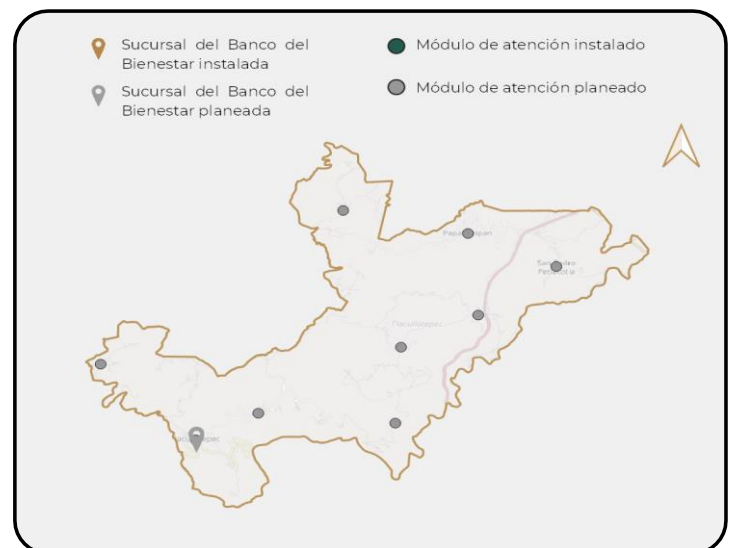 Sucursal del Banco del
Bienestar instalada
Sucursal del Banco del
Bienestar planeada
Módulo de atención instalado
Módulo de atención planeado
Tlacuilotepec